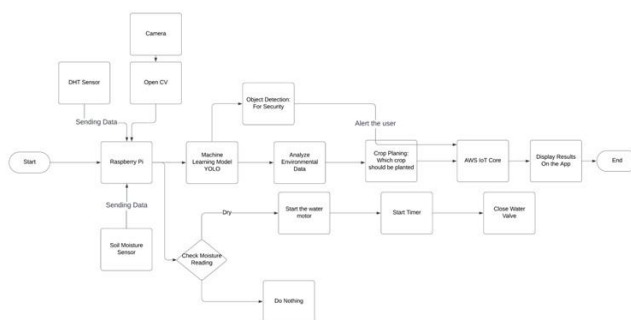 Camera
DHT Sensor
Open CV
Object Detection:
For Security
Sending Data
Alert the user
Start
Raspberry Pi
Machine
Learning Model
YOLO
Analyze
Environmental
Data
Crop Planing:
Which crop
should be planted
AWS IoT Core
Display Results
On the App
End
Sending Data
Soil Moisture
Sensor
Check Moisture
Reading
Dry
Start the water
motor
Start Timer
Close Water
Valve
Do Nothing